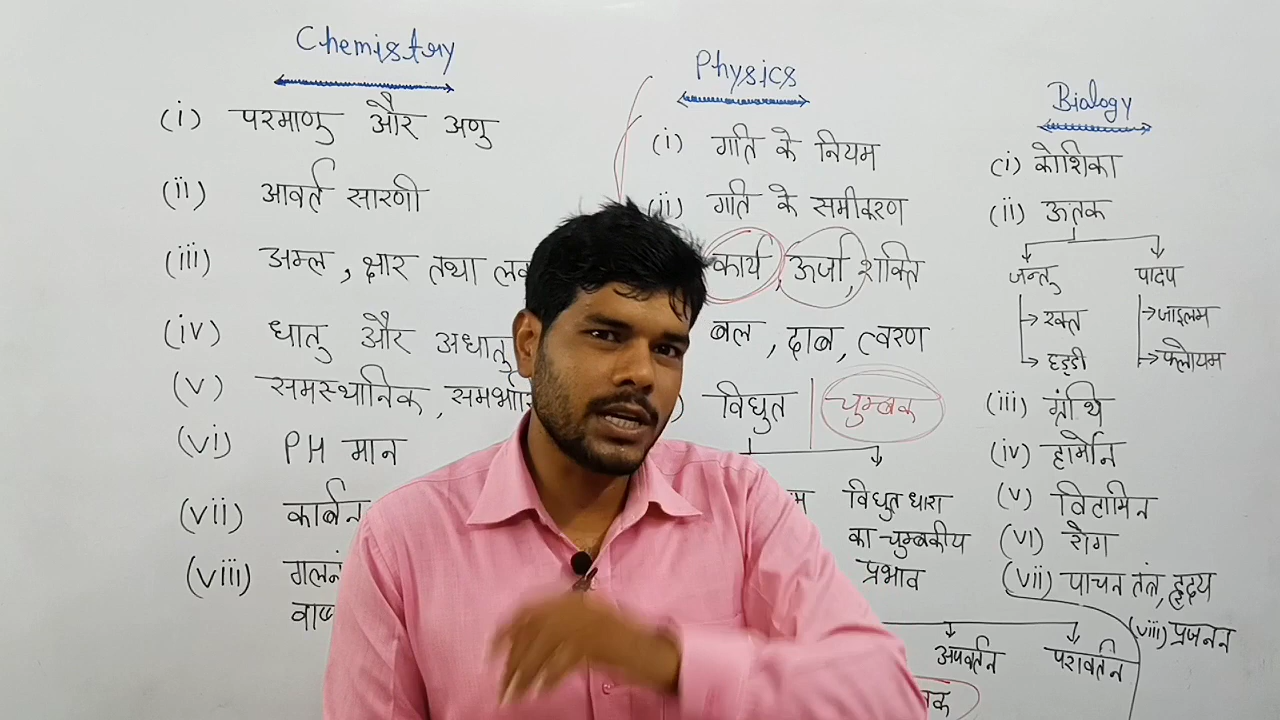 Chemistry
(i) परमाणु और अणु
(ii) आवर्त सारणी
(iii) अम्ल , क्षार तथा
(iv) धातु और अधातु
(v) समस्थानिक ,
(vi) PH मान
(vii) कार्बन
(viii)
Physics
(i) गति के नियम
(ii) गति के समीकरण
कार्य , ऊर्जा , शक्ति
बल , दाब , त्वरण
विधुत चुम्बक
विधुत धारा
का चुम्बकीय
प्रभाव
अपवर्तन परावर्तन
Biology
(i) कोशिका
(ii) ऊतक
जन्तु पादप
रक्त जाइलम
हड्डी फ्लोयम
(iii) ग्रंथि
(iv) हार्मोन
(v) विटामिन
(vi) रोग
(vii) पाचन तंत्र, हृदय
(viii) प्रजनन